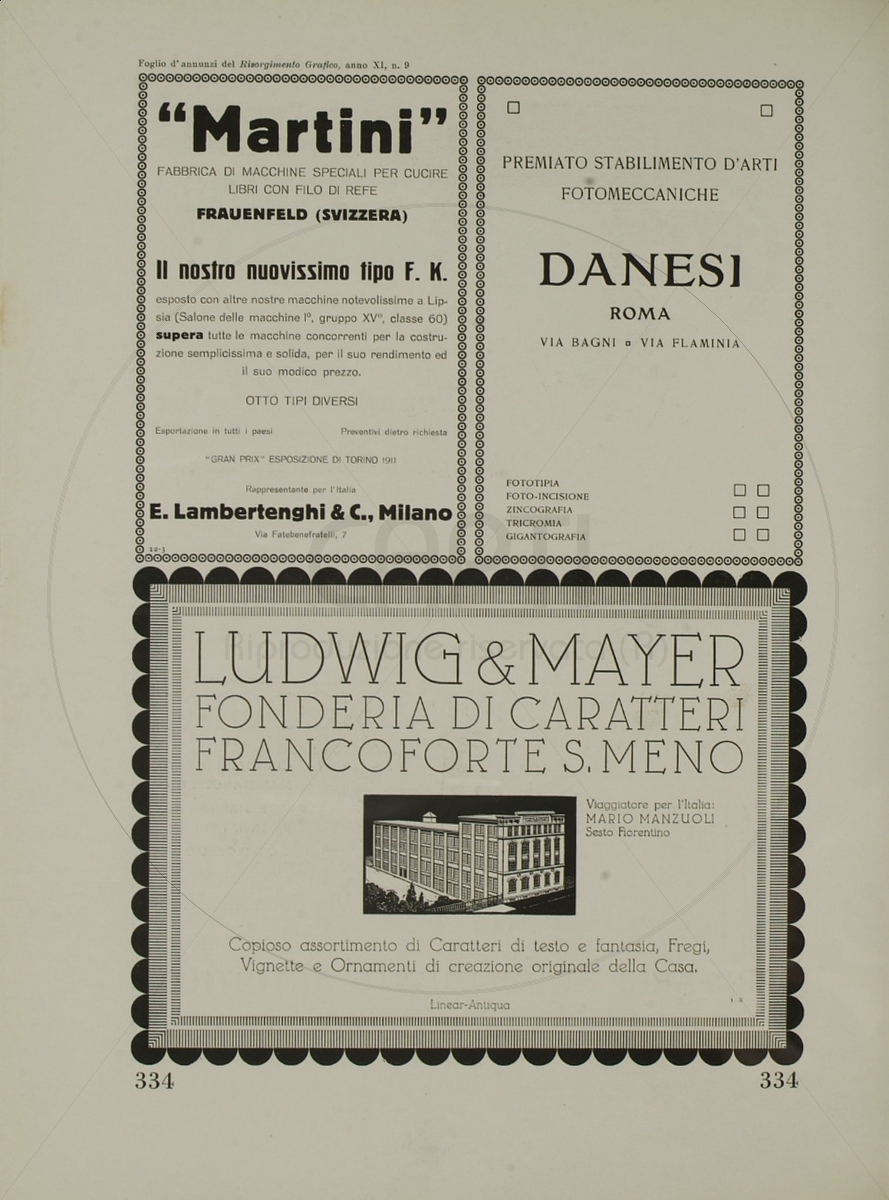 Foglio d'annunzi del Risorgimento Grafico, anno XI, n. 9
“Martini”
FABBRICA DI MACCHINE SPECIALI PER CUCIRE
LIBRI CON FILO DI REFE
FRAUENFELD (SVIZZERA)
Il nostro nuovissimo tipo F. K.
esposto con altre nostre macchine notevolissime a Lip-
sia (Salone delle macchine I°, gruppo XV°, classe 60)
supera tutte le macchine concorrenti per la costru-
zione semplicissima e solida, per il suo rendimento ed
il suo modico prezzo.
OTTO TIPI DIVERSI
Esportazione in tutti i paesi Preventivi dietro richiesta
“GRAN PRIX” ESPOSIZIONE DI TORINO 1911
Rappresentante per l'Italia
E. Lambertenghi & C., Milano
Via Fatebenefratelli, 7
12-3
PREMIATO STABILIMENTO D'ARTI
FOTOMECCANICHE
DANESI
ROMA
VIA BAGNI VIA FLAMINIA
FOTOTIPIA
FOTO-INCISIONE
ZINCOGRAFIA
TRICROMIA
GIGANTOGRAFIA
LUDWIG & MAYER
FONDERIA DI CARATTERI
FRANCOFORTE S. MENO
Viaggiatore per l'Italia:
MARIO MANZUOLI
Sesto Fiorentino
Copioso assortimento di Caratteri di testo e fantasia, Fregi,
Vignette e Ornamenti di creazione originale della Casa.
Linear-Antiqua
334 334
Riproduzione riservata (R)